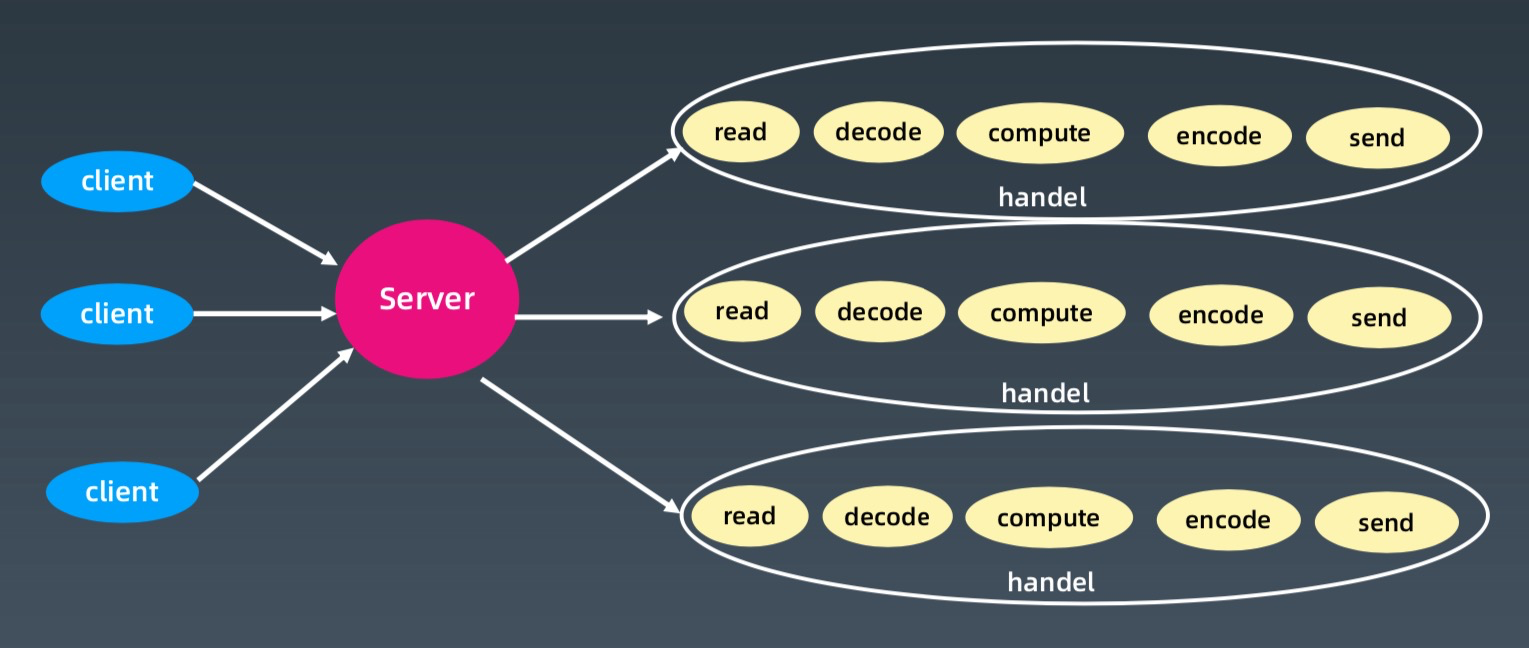 client
client
client
Server
read decode compute encode send
handel
read decode compute encode send
handel
read decode compute encode send
handel